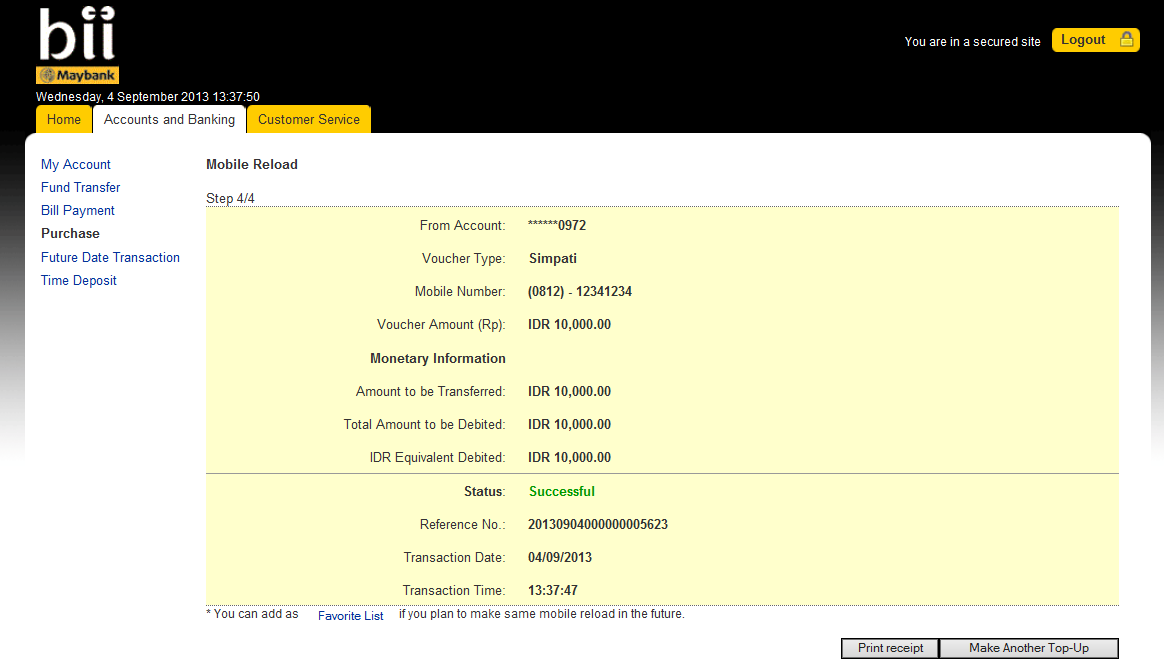 bii
Maybank
You are in a secured site
Logout
Wednesday, 4 September 2013 13:37:50
Home
Accounts and Banking
Customer Service
My Account
Fund Transfer
Bill Payment
Purchase
Future Date Transaction
Time Deposit
Mobile Reload
Step 4/4
From Account: ******0972
Voucher Type: Simpati
Mobile Number: (0812) - 12341234
Voucher Amount (Rp): IDR 10,000.00
Monetary Information
Amount to be Transferred: IDR 10,000.00
Total Amount to be Debited: IDR 10,000.00
IDR Equivalent Debited: IDR 10,000.00
Status: Successful
Reference No.: 20130904000000005623
Transaction Date: 04/09/2013
Transaction Time: 13:37:47
* You can add as Favorite List if you plan to make same mobile reload in the future.
Print receipt
Make Another Top-Up